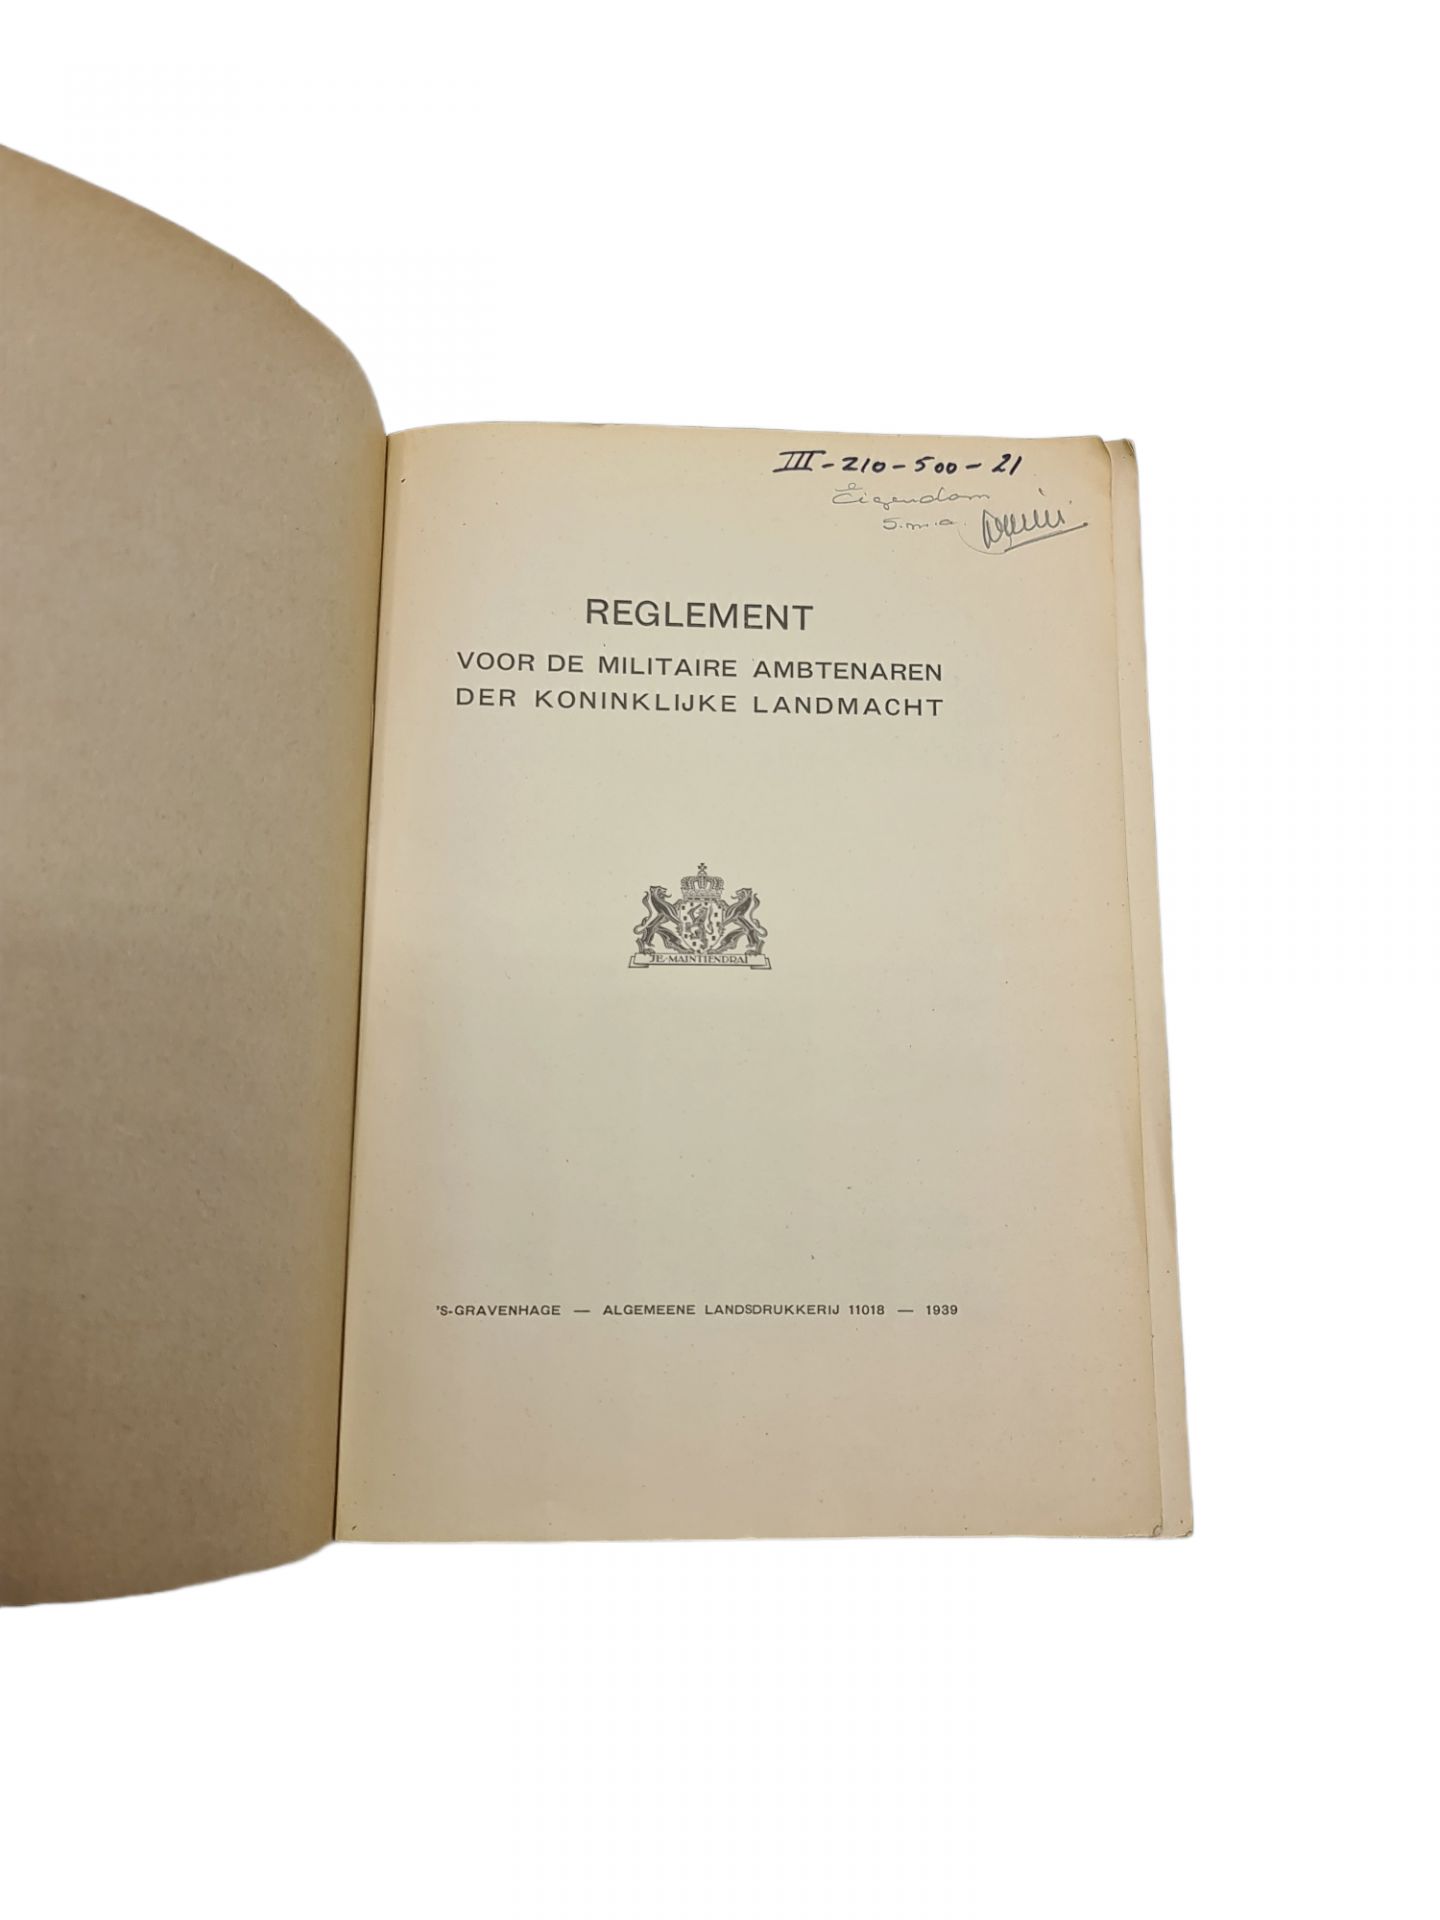 III-210-500-21
Eigendom
S.m.a.
REGLEMENT
VOOR DE MILITAIRE AMBTENAREN
DER KONINKLIJKE LANDMACHT
JE MAINTIENDRAI
'S-GRAVENHAGE — ALGEMEENE LANDSDRUKKERIJ 11018 — 1939